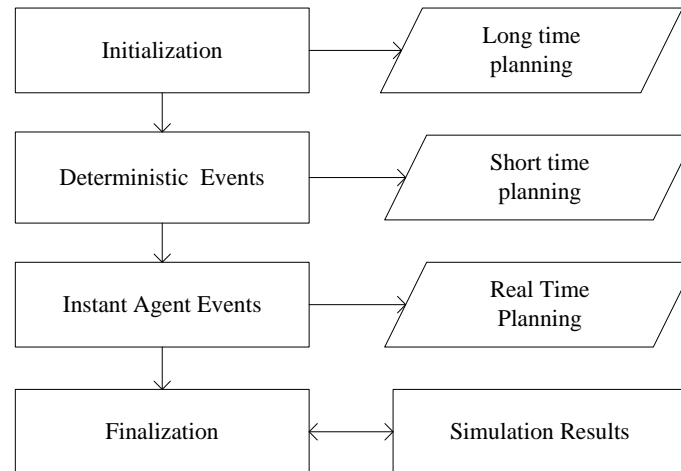 Initialization
Long time
planning
Deterministic Events
Short time
planning
Instant Agent Events
Real Time
Planning
Finalization
Simulation Results